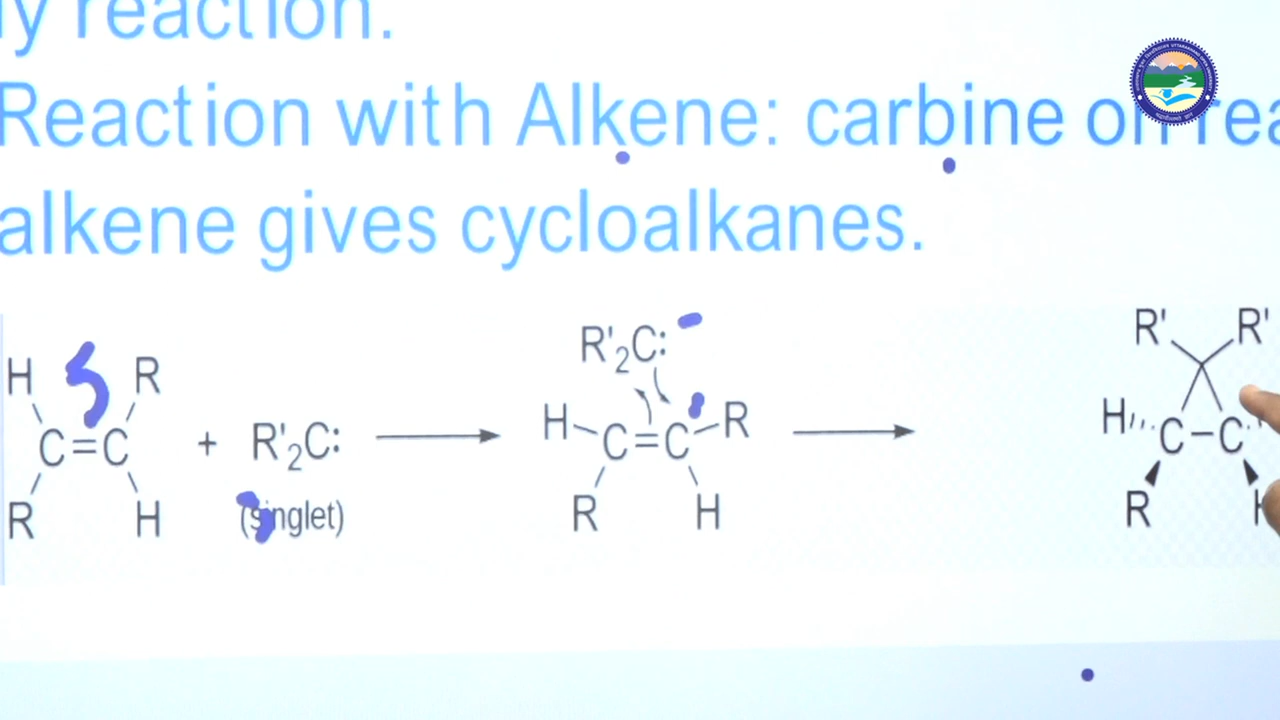 ly reaction.
Reaction with Alkene: carbine on rea
alkene gives cycloalkanes.
H R R'₂C: R' R'
C=C + R'₂C: H C=C R H C-C
R H (singlet) R H R H